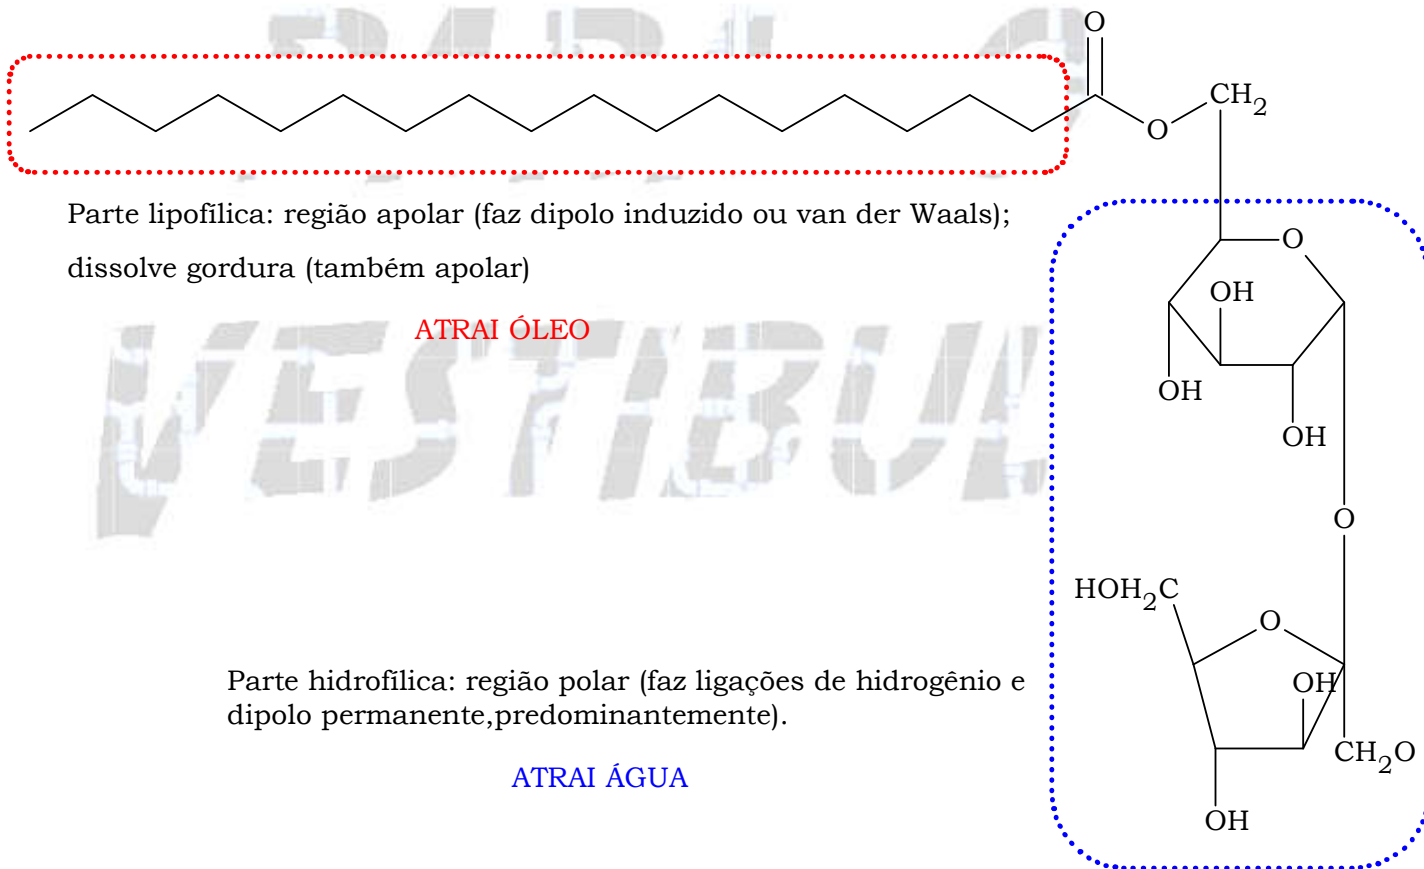 O
CH2
O
Parte lipofílica: região apolar (faz dipolo induzido ou van der Waals);
dissolve gordura (também apolar)
O
OH
ATRAI ÓLEO
OH
OH
VESTIBUL
O
HOH2C
O
Parte hidrofílica: região polar (faz ligações de hidrogênio e
dipolo permanente,predominantemente).
OH
CH2O
ATRAI ÁGUA
OH